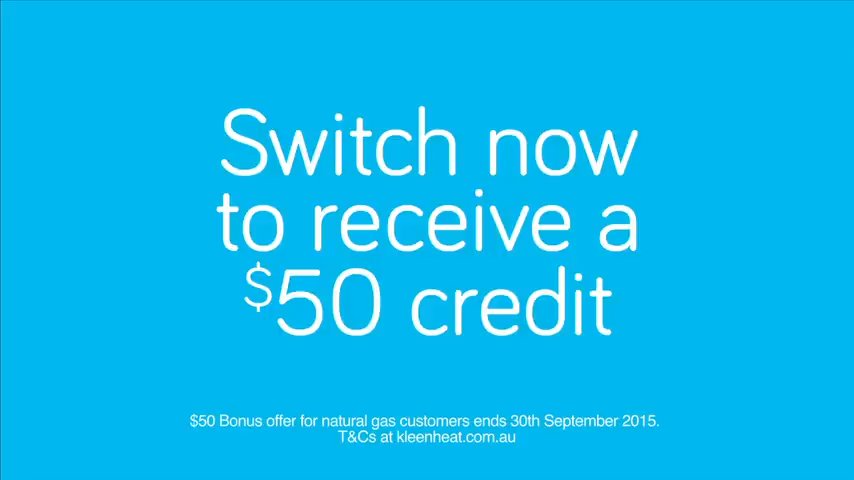 Switch now
to receive a
$50 credit
$50 Bonus offer for natural gas customers ends 30th September 2015.
T&Cs at kleenheat.com.au